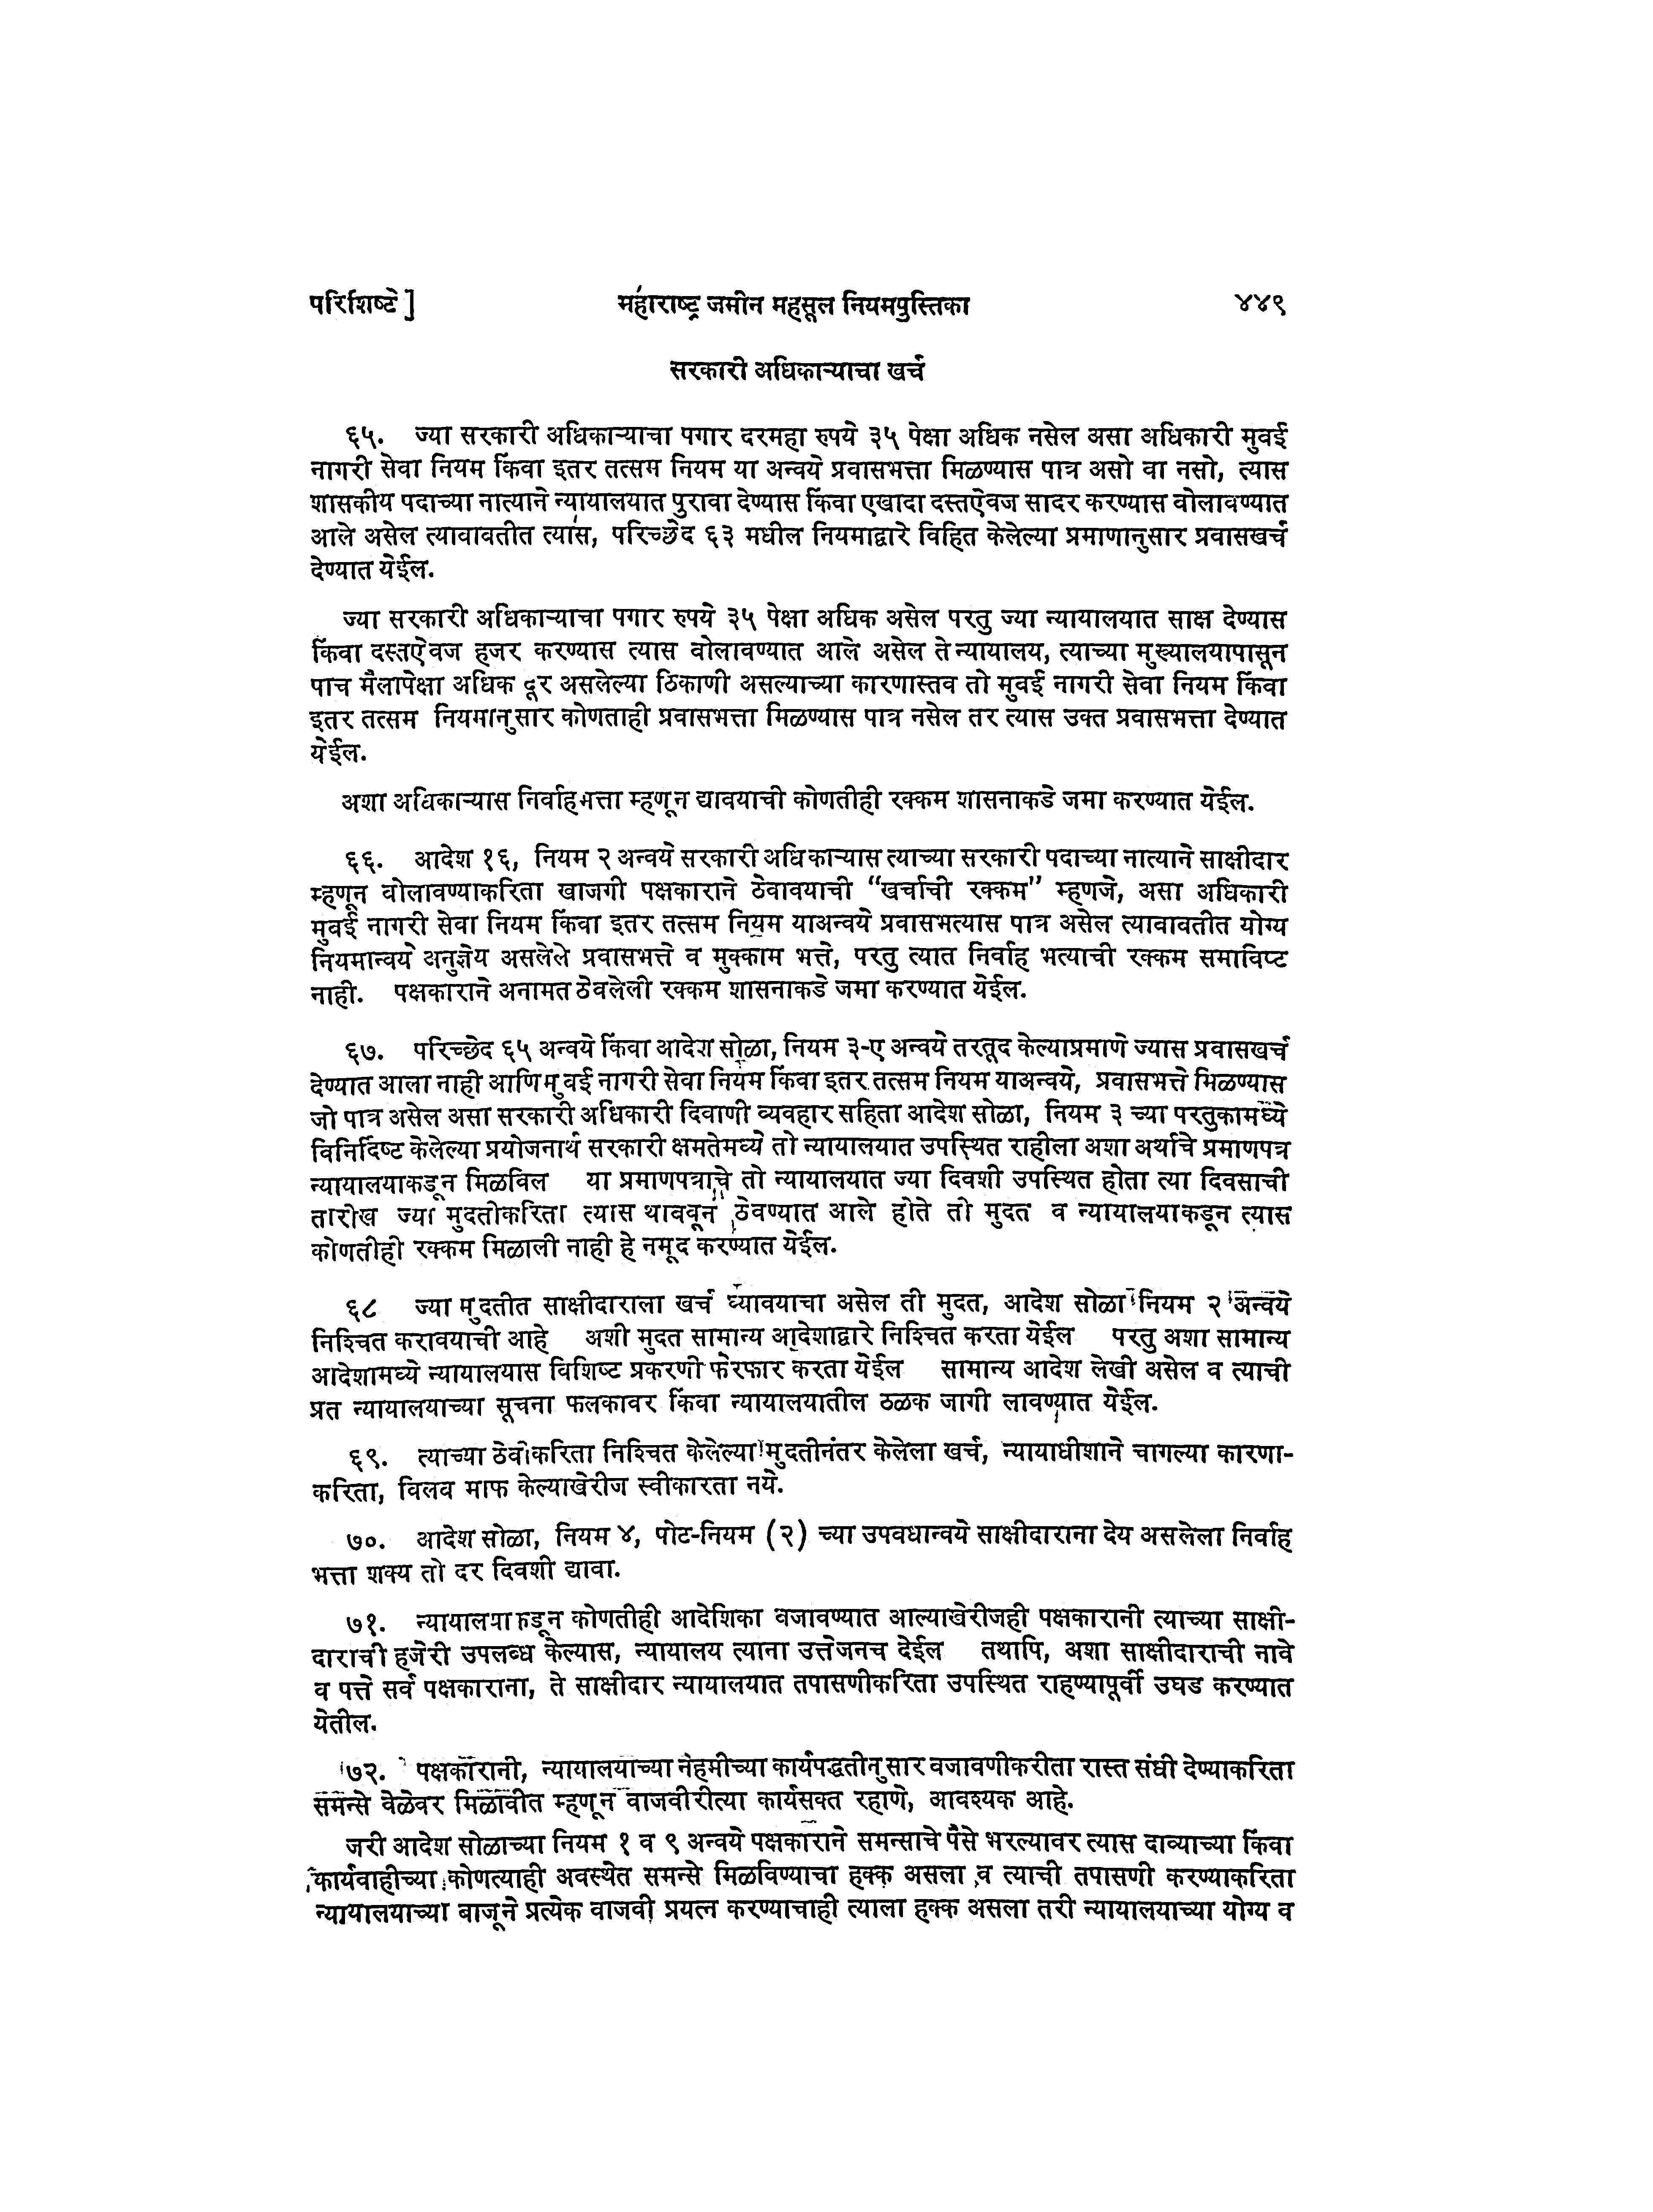 परिशिष्टे ] महाराष्ट्र जमीन महसूल नियमपुस्तिका ४४९
सरकारी अधिकाऱ्याचा खर्च
६५. ज्या सरकारी अधिकाऱ्याचा पगार दरमहा रुपये ३५ पेक्षा अधिक नसेल असा अधिकारी मुवई
नागरी सेवा नियम किंवा इतर तत्सम नियम या अन्वये प्रवासभत्ता मिळण्यास पात्र असो वा नसो, त्यास
शासकीय पदाच्या नात्याने न्यायालयात पुरावा देण्यास किंवा एखादा दस्तऐवज सादर करण्यास वोलावण्यात
आले असेल त्यावावतीत त्यास, परिच्छेद ६३ मधील नियमाद्वारे विहित केलेल्या प्रमाणानुसार प्रवासखर्च
देण्यात येईल.
ज्या सरकारी अधिकाऱ्याचा पगार रुपये ३५ पेक्षा अधिक असेल परतु ज्या न्यायालयात साक्ष देण्यास
किंवा दस्तऐवज हजर करण्यास त्यास वोलावण्यात आले असेल ते न्यायालय, त्याच्या मुख्यालयापासून
पाच मैलापेक्षा अधिक दूर असलेल्या ठिकाणी असल्याच्या कारणास्तव तो मुवई नागरी सेवा नियम किंवा
इतर तत्सम नियमानुसार कोणताही प्रवासभत्ता मिळण्यास पात्र नसेल तर त्यास उक्त प्रवासभत्ता देण्यात
येईल.
अशा अधिकाऱ्यास निर्वाहभत्ता म्हणून द्यावयाची कोणतीही रक्कम शासनाकडे जमा करण्यात येईल.
६६. आदेश १६, नियम २ अन्वये सरकारी अधिकाऱ्यास त्याच्या सरकारी पदाच्या नात्याने साक्षीदार
म्हणून वोलावण्याकरिता खाजगी पक्षकाराने ठेवावयाची "खर्चाची रक्कम" म्हणजे, असा अधिकारी
मुवई नागरी सेवा नियम किंवा इतर तत्सम नियम याअन्वये प्रवासभत्यास पात्र असेल त्यावावतीत योग्य
नियमान्वये अनुज्ञेय असलेले प्रवासभत्ते व मुक्काम भत्ते, परतु त्यात निर्वाह भत्याची रक्कम समाविष्ट
नाही. पक्षकाराने अनामत ठेवलेली रक्कम शासनाकडे जमा करण्यात येईल.
६७. परिच्छेद ६५ अन्वये किंवा आदेश सोळा, नियम ३-ए अन्वये तरतूद केल्याप्रमाणे ज्यास प्रवासखर्च
देण्यात आला नाही आणि मुवई नागरी सेवा नियम किंवा इतर तत्सम नियम याअन्वये, प्रवासभत्ते मिळण्यास
जो पात्र असेल असा सरकारी अधिकारी दिवाणी व्यवहार सहिता आदेश सोळा, नियम ३ च्या परतुकामध्ये
विनिर्दिष्ट केलेल्या प्रयोजनार्थ सरकारी क्षमतेमध्ये तो न्यायालयात उपस्थित राहीला अशा अर्थाचे प्रमाणपत्र
न्यायालयाकडून मिळविल या प्रमाणपत्राचे तो न्यायालयात ज्या दिवशी उपस्थित होता त्या दिवसाची
तारोख ज्या मुदतीकरिता त्यास थाववून ठेवण्यात आले होते तो मुदत व न्यायालयाकडून त्यास
कोणतीही रक्कम मिळाली नाही हे नमूद करण्यात येईल.
६८ ज्या मुदतीत साक्षीदाराला खर्च घ्यावयाचा असेल ती मुदत, आदेश सोळा नियम २ अन्वये
निश्चित करावयाची आहे अशी मुदत सामान्य आदेशाद्वारे निश्चित करता येईल परतु अशा सामान्य
आदेशामध्ये न्यायालयास विशिष्ट प्रकरणी फेरफार करता येईल सामान्य आदेश लेखी असेल व त्याची
प्रत न्यायालयाच्या सूचना फलकावर किंवा न्यायालयातील ठळक जागी लावण्यात येईल.
६९. त्याच्या ठेवीकरिता निश्चित केलेल्या मुदतीनंतर केलेला खर्च, न्यायाधीशाने चागल्या कारणा-
करिता, विलव माफ केल्याखेरीज स्वीकारता नये.
७०. आदेश सोळा, नियम ४, पोट-नियम (२) च्या उपवधान्वये साक्षीदाराना देय असलेला निर्वाह
भत्ता शक्य तो दर दिवशी द्यावा.
७१. न्यायालयाकडून कोणतीही आदेशिका वजावण्यात आल्याखेरीजही पक्षकारानी त्याच्या साक्षी-
दाराची हजेरी उपलब्ध केल्यास, न्यायालय त्याना उत्तेजनच देईल तथापि, अशा साक्षीदाराची नावे
व पत्ते सर्व पक्षकाराना, ते साक्षीदार न्यायालयात तपासणीकरिता उपस्थित राहण्यापूर्वी उघड करण्यात
येतील.
७२. पक्षकारानी, न्यायालयाच्या नेहमीच्या कार्यपद्धतीनुसार वजावणीकरीता रास्त संधी देण्याकरिता
समन्से वेळेवर मिळावीत म्हणून वाजवीरीत्या कार्यसक्त रहाणे, आवश्यक आहे.
जरी आदेश सोळाच्या नियम १ व ९ अन्वये पक्षकाराने समन्साचे पैसे भरल्यावर त्यास दाव्याच्या किंवा
कार्यवाहीच्या कोणत्याही अवस्थेत समन्से मिळविण्याचा हक्क असला व त्याची तपासणी करण्याकरिता
न्यायालयाच्या बाजूने प्रत्येक वाजवी प्रयत्न करण्याचाही त्याला हक्क असला तरी न्यायालयाच्या योग्य व